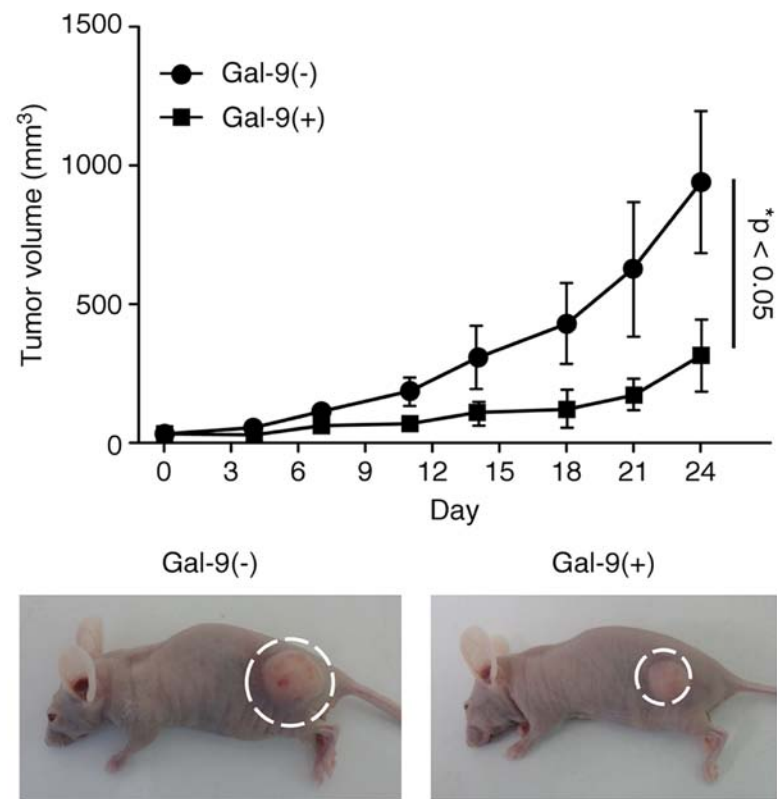 1500
Gal-9(-)
Gal-9(+)
1000
500
0
Tumor volume (mm³)
*p < 0.05
0 3 6 9 12 15 18 21 24
Day
Gal-9(-) Gal-9(+)